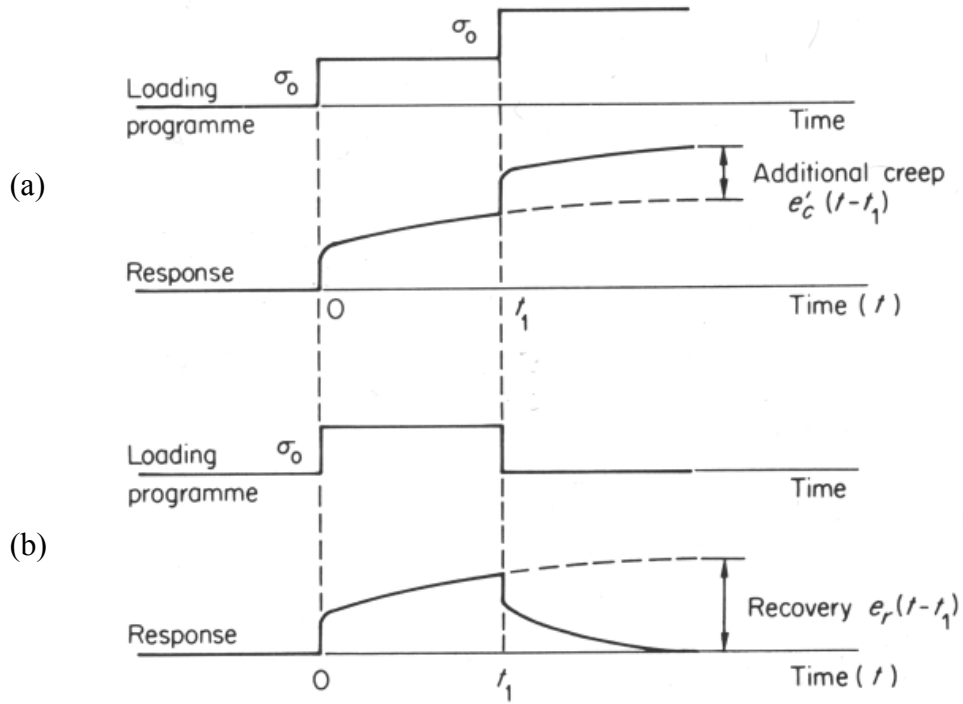 (a)
σ₀
σ₀
Loading
programme
Time
Additional creep
e′c (t−t₁)
Response
0
t₁
Time (t)
(b)
Loading
programme
σ₀
Time
Recovery eᵣ(t−t₁)
Response
0
t₁
Time (t)